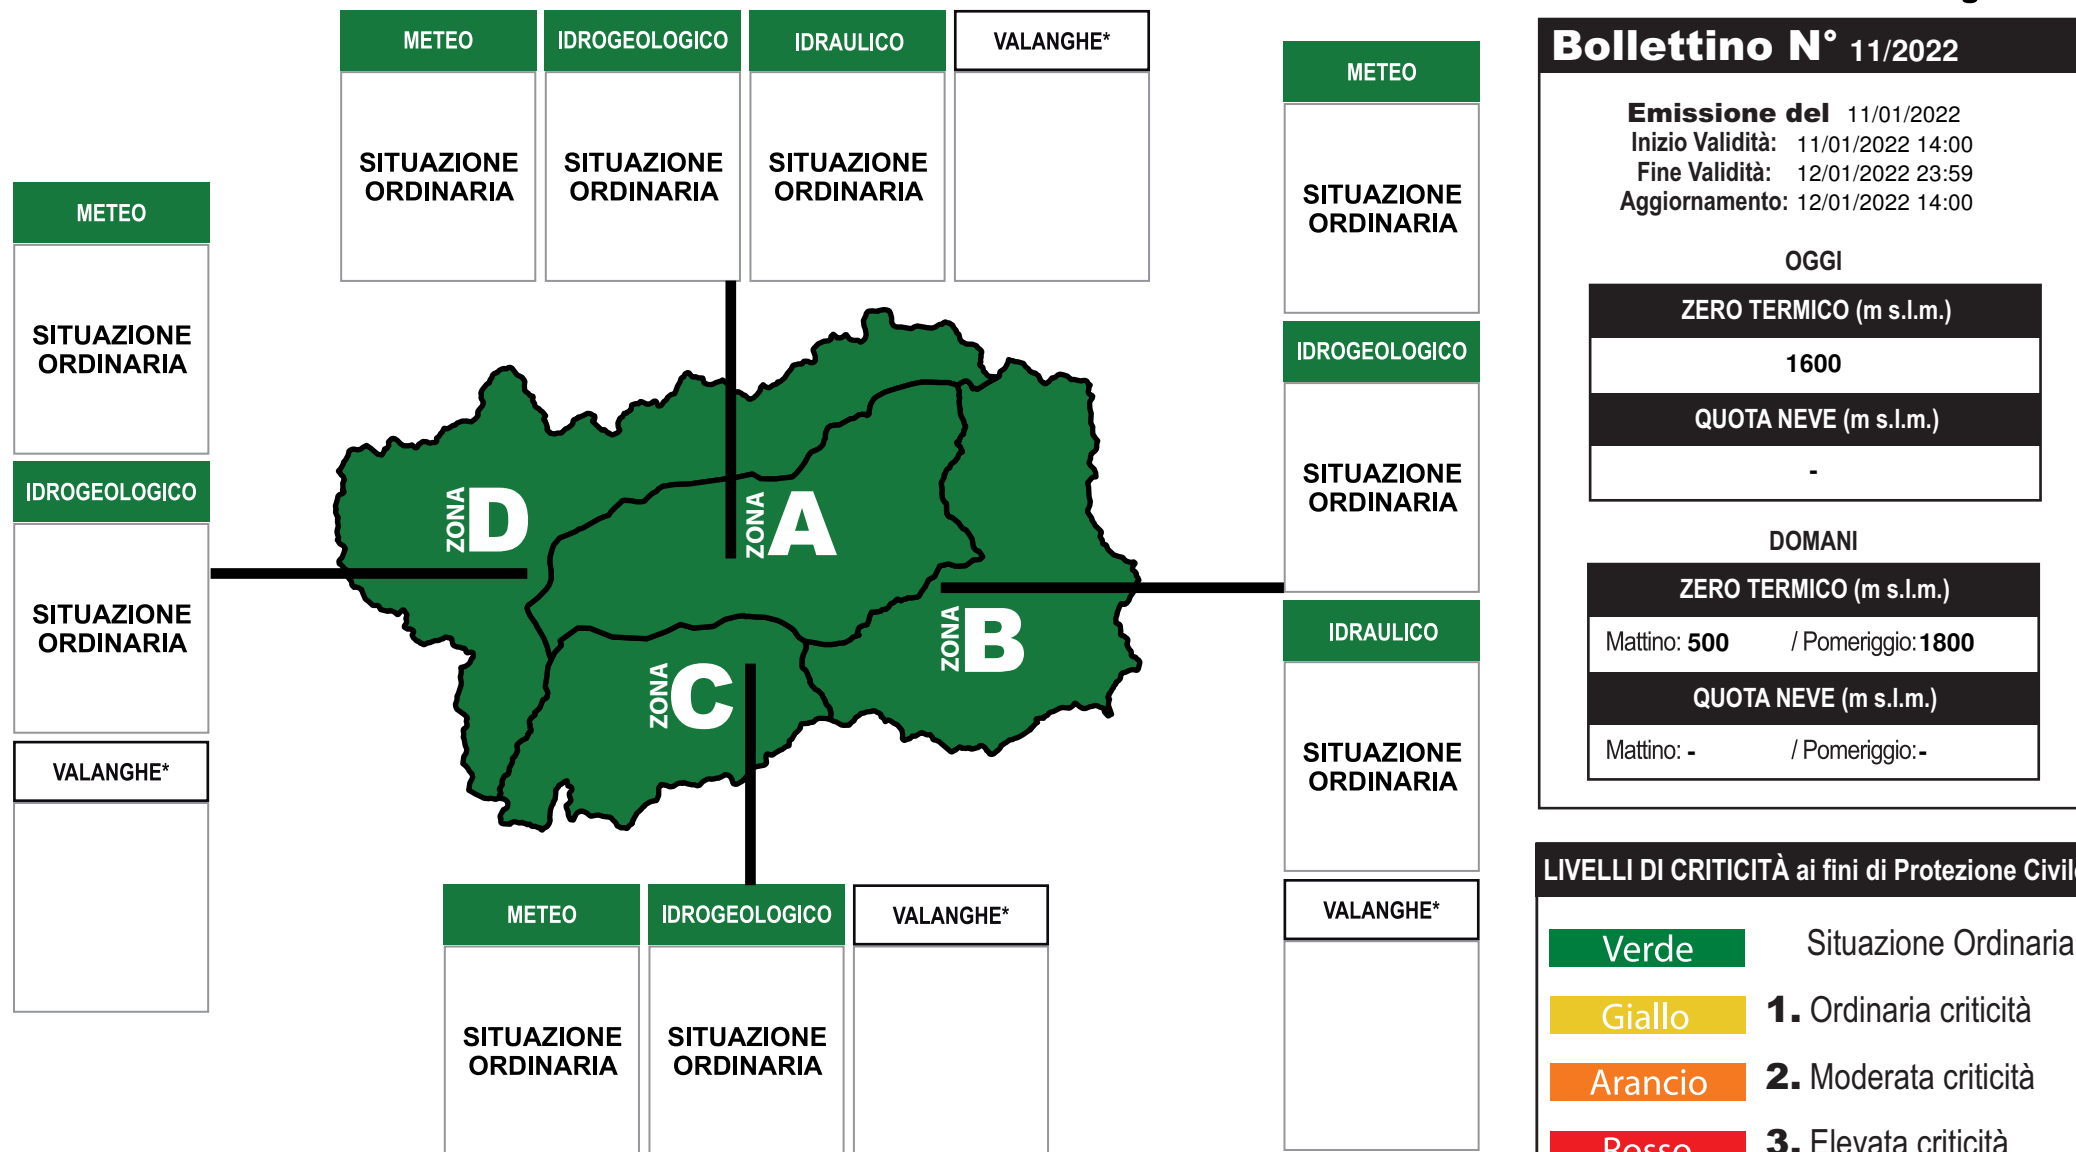 METEO
IDROGEOLOGICO
IDRAULICO
VALANGHE*
SITUAZIONE
ORDINARIA
SITUAZIONE
ORDINARIA
SITUAZIONE
ORDINARIA
METEO
SITUAZIONE
ORDINARIA
IDROGEOLOGICO
SITUAZIONE
ORDINARIA
VALANGHE*
ZONA D
ZONA A
ZONA B
ZONA C
METEO
SITUAZIONE
ORDINARIA
IDROGEOLOGICO
SITUAZIONE
ORDINARIA
IDRAULICO
SITUAZIONE
ORDINARIA
VALANGHE*
METEO
IDROGEOLOGICO
VALANGHE*
SITUAZIONE
ORDINARIA
SITUAZIONE
ORDINARIA
Bollettino N° 11/2022
Emissione del 11/01/2022
Inizio Validità: 11/01/2022 14:00
Fine Validità: 12/01/2022 23:59
Aggiornamento: 12/01/2022 14:00
OGGI
ZERO TERMICO (m s.l.m.)
1600
QUOTA NEVE (m s.l.m.)
-
DOMANI
ZERO TERMICO (m s.l.m.)
Mattino: 500 / Pomeriggio: 1800
QUOTA NEVE (m s.l.m.)
Mattino: - / Pomeriggio: -
LIVELLI DI CRITICITÀ ai fini di Protezione Civile
Verde Situazione Ordinaria
Giallo 1. Ordinaria criticità
Arancio 2. Moderata criticità
Rosso 3. Elevata criticità